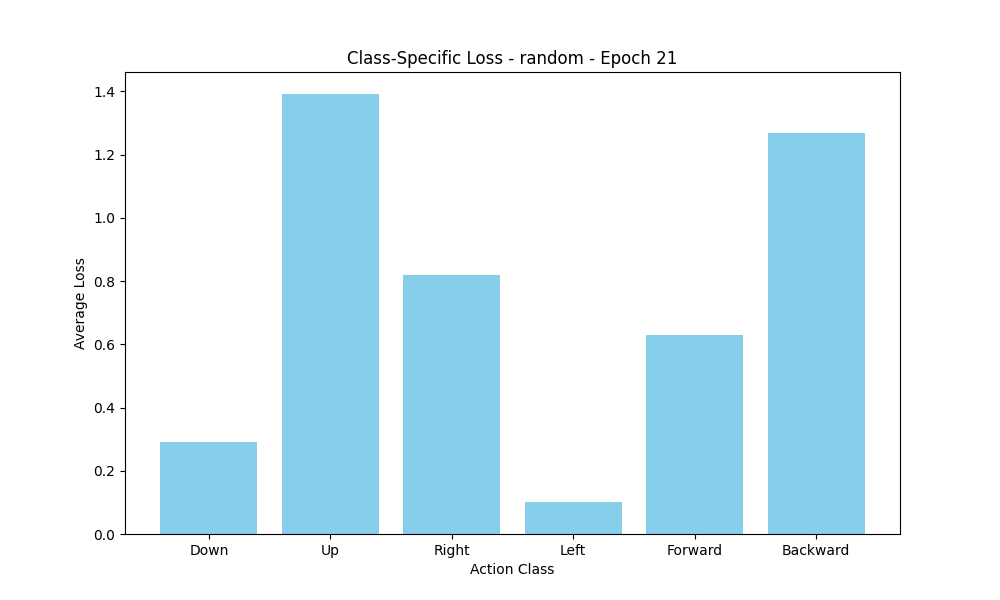 Class-Specific Loss - random - Epoch 21
Average Loss
1.4
1.2
1.0
0.8
0.6
0.4
0.2
0.0
Down Up Right Left Forward Backward
Action Class